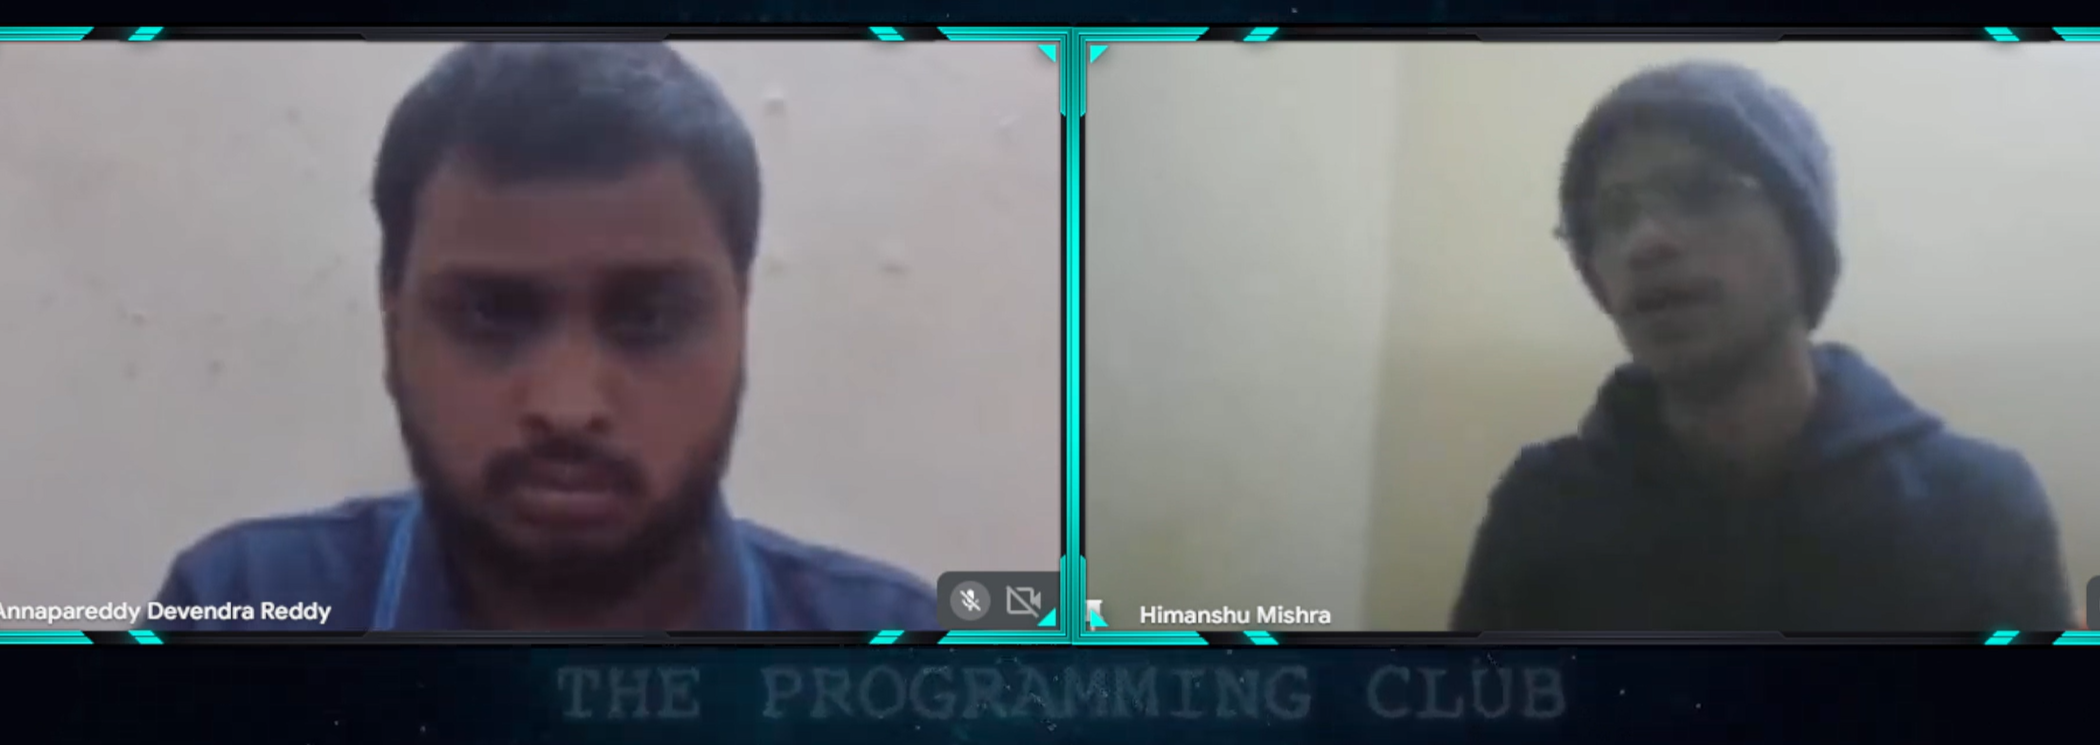 Annapareddy Devendra Reddy
Himanshu Mishra
THE PROGRAMMING CLUB